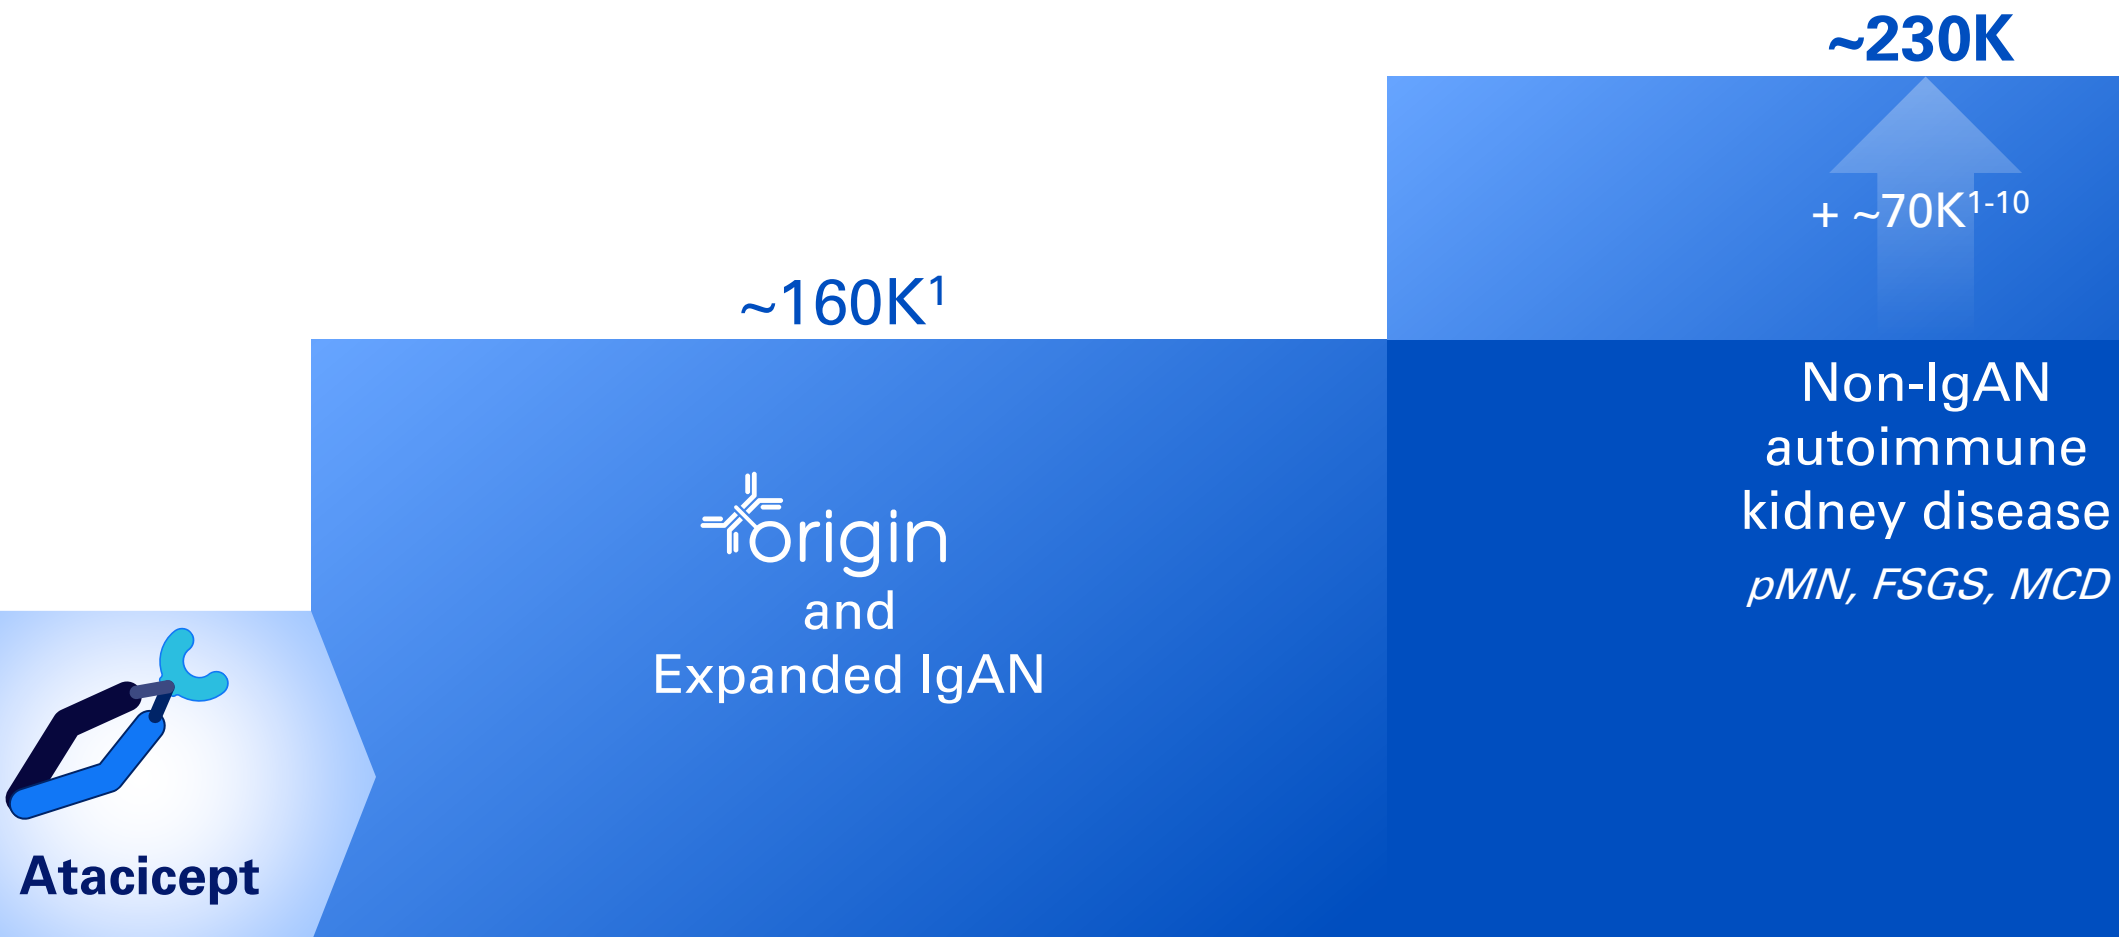 ~230K
+ ~70K¹⁻¹⁰
~160K¹
Non-IgAN
autoimmune
kidney disease
pMN, FSGS, MCD
origin
and
Expanded IgAN
Atacicept